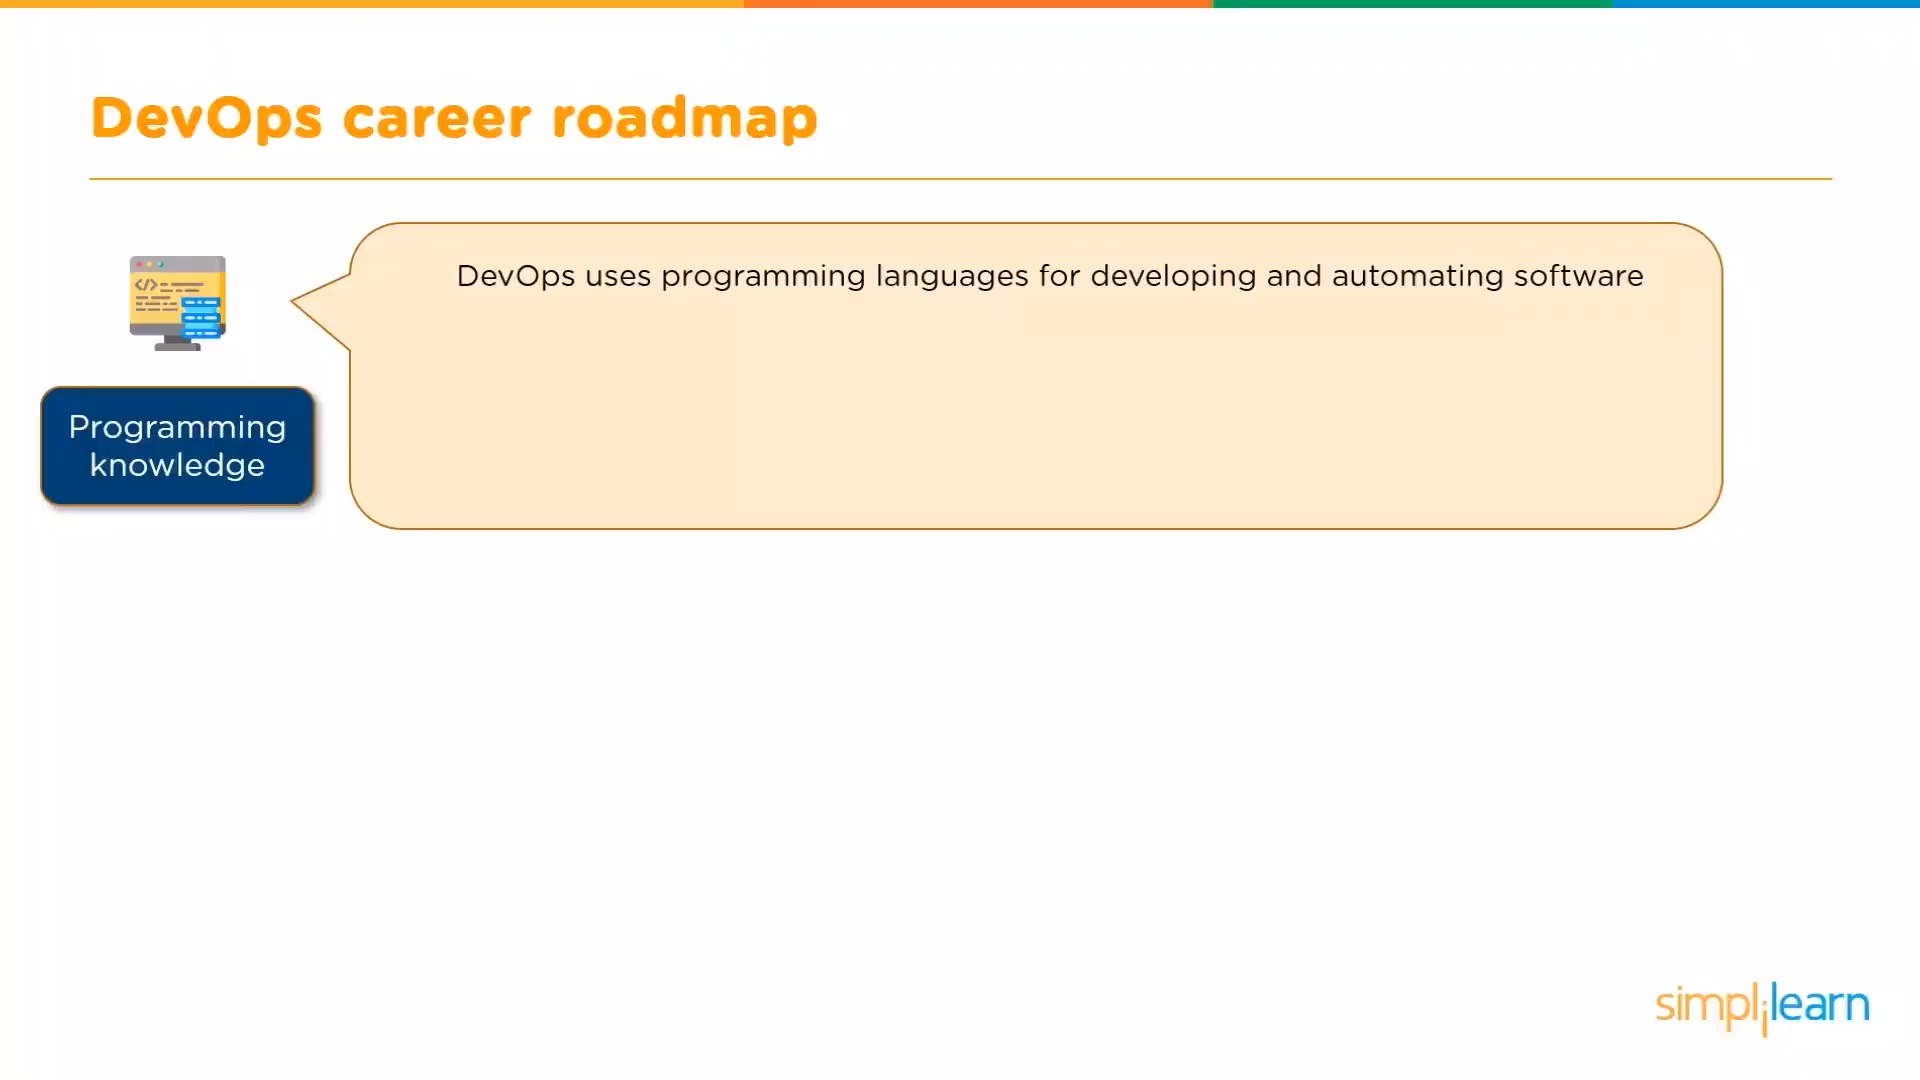 DevOps career roadmap
DevOps uses programming languages for developing and automating software
</>
Programming
knowledge
simplilearn